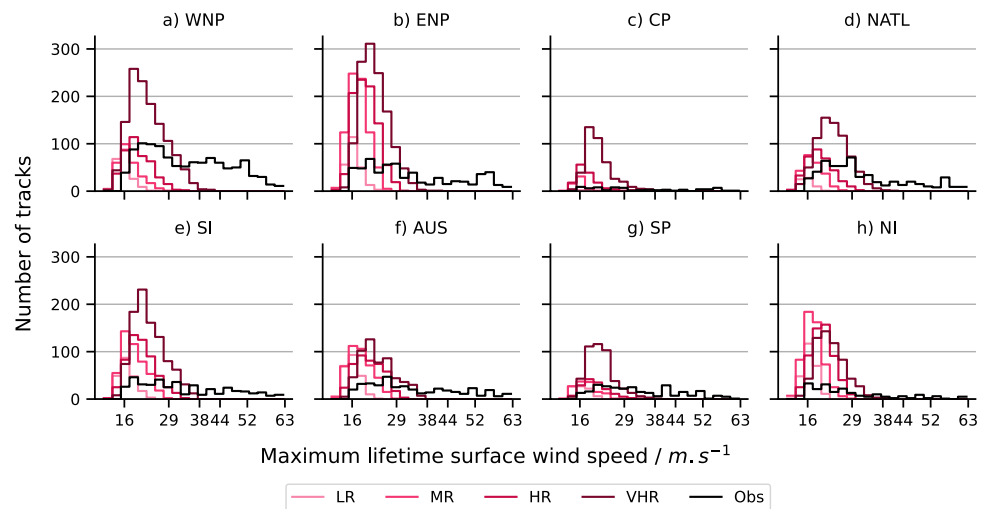 a) WNP b) ENP c) CP d) NATL
300
200
100
0
e) SI f) AUS g) SP h) NI
300
200
100
0
16 29 3844 52 63 16 29 3844 52 63 16 29 3844 52 63 16 29 3844 52 63
Number of tracks
Maximum lifetime surface wind speed / m.s⁻¹
LR MR HR VHR Obs